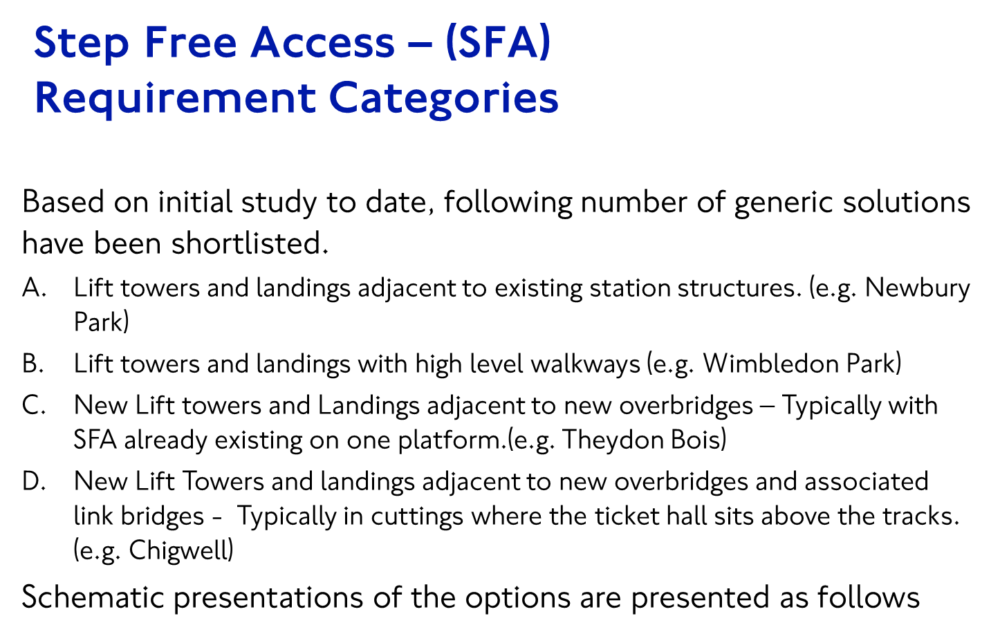 Step Free Access – (SFA)
Requirement Categories
Based on initial study to date, following number of generic solutions
have been shortlisted.
A. Lift towers and landings adjacent to existing station structures. (e.g. Newbury
Park)
B. Lift towers and landings with high level walkways (e.g. Wimbledon Park)
C. New Lift towers and Landings adjacent to new overbridges – Typically with
SFA already existing on one platform.(e.g. Theydon Bois)
D. New Lift Towers and landings adjacent to new overbridges and associated
link bridges -  Typically in cuttings where the ticket hall sits above the tracks.
(e.g. Chigwell)
Schematic presentations of the options are presented as follows